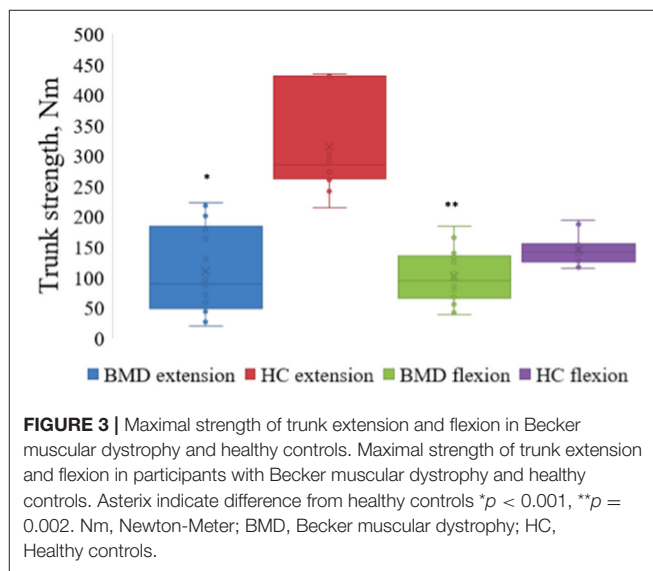 500
450
400
350
300
250
200
150
100
50
0
Trunk strength, Nm
*
**
BMD extension HC extension BMD flexion HC flexion
FIGURE 3 | Maximal strength of trunk extension and flexion in Becker
muscular dystrophy and healthy controls. Maximal strength of trunk extension
and flexion in participants with Becker muscular dystrophy and healthy
controls. Asterix indicate difference from healthy controls *p < 0.001, **p =
0.002. Nm, Newton-Meter; BMD, Becker muscular dystrophy; HC,
Healthy controls.